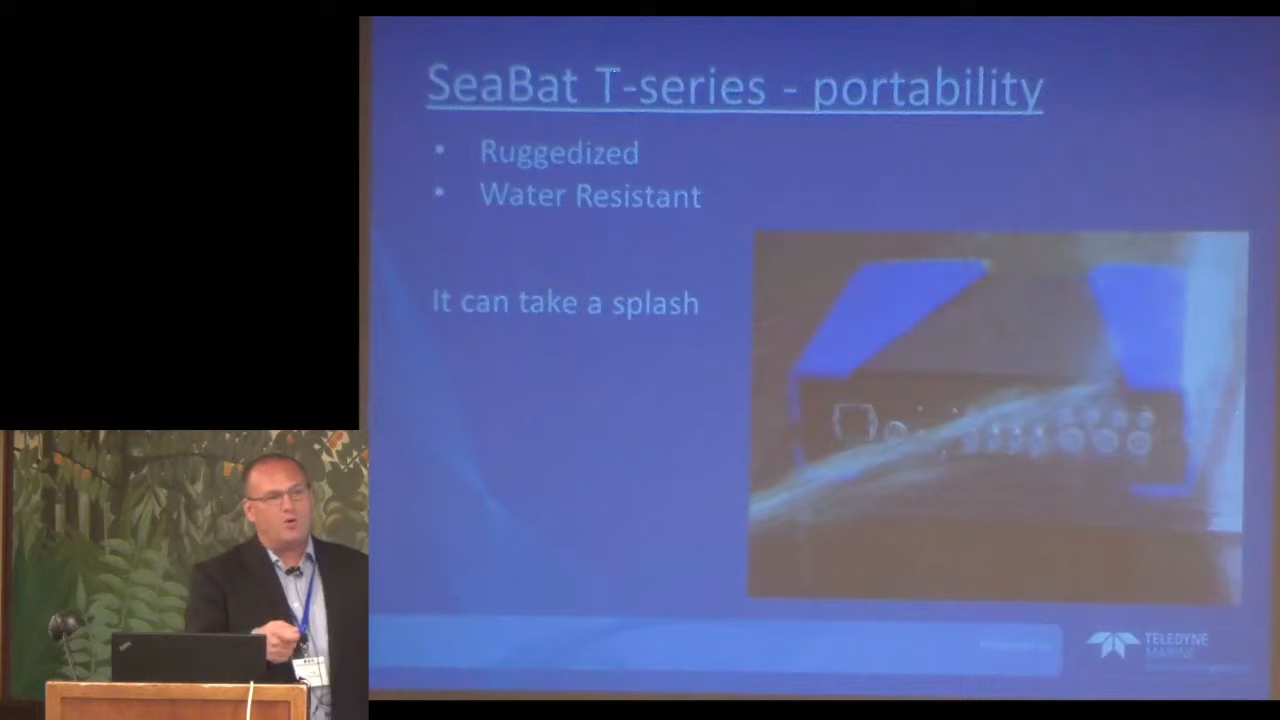 SeaBat T-series - portability
• Ruggedized
• Water Resistant
It can take a splash
TELEDYNE
MARINE